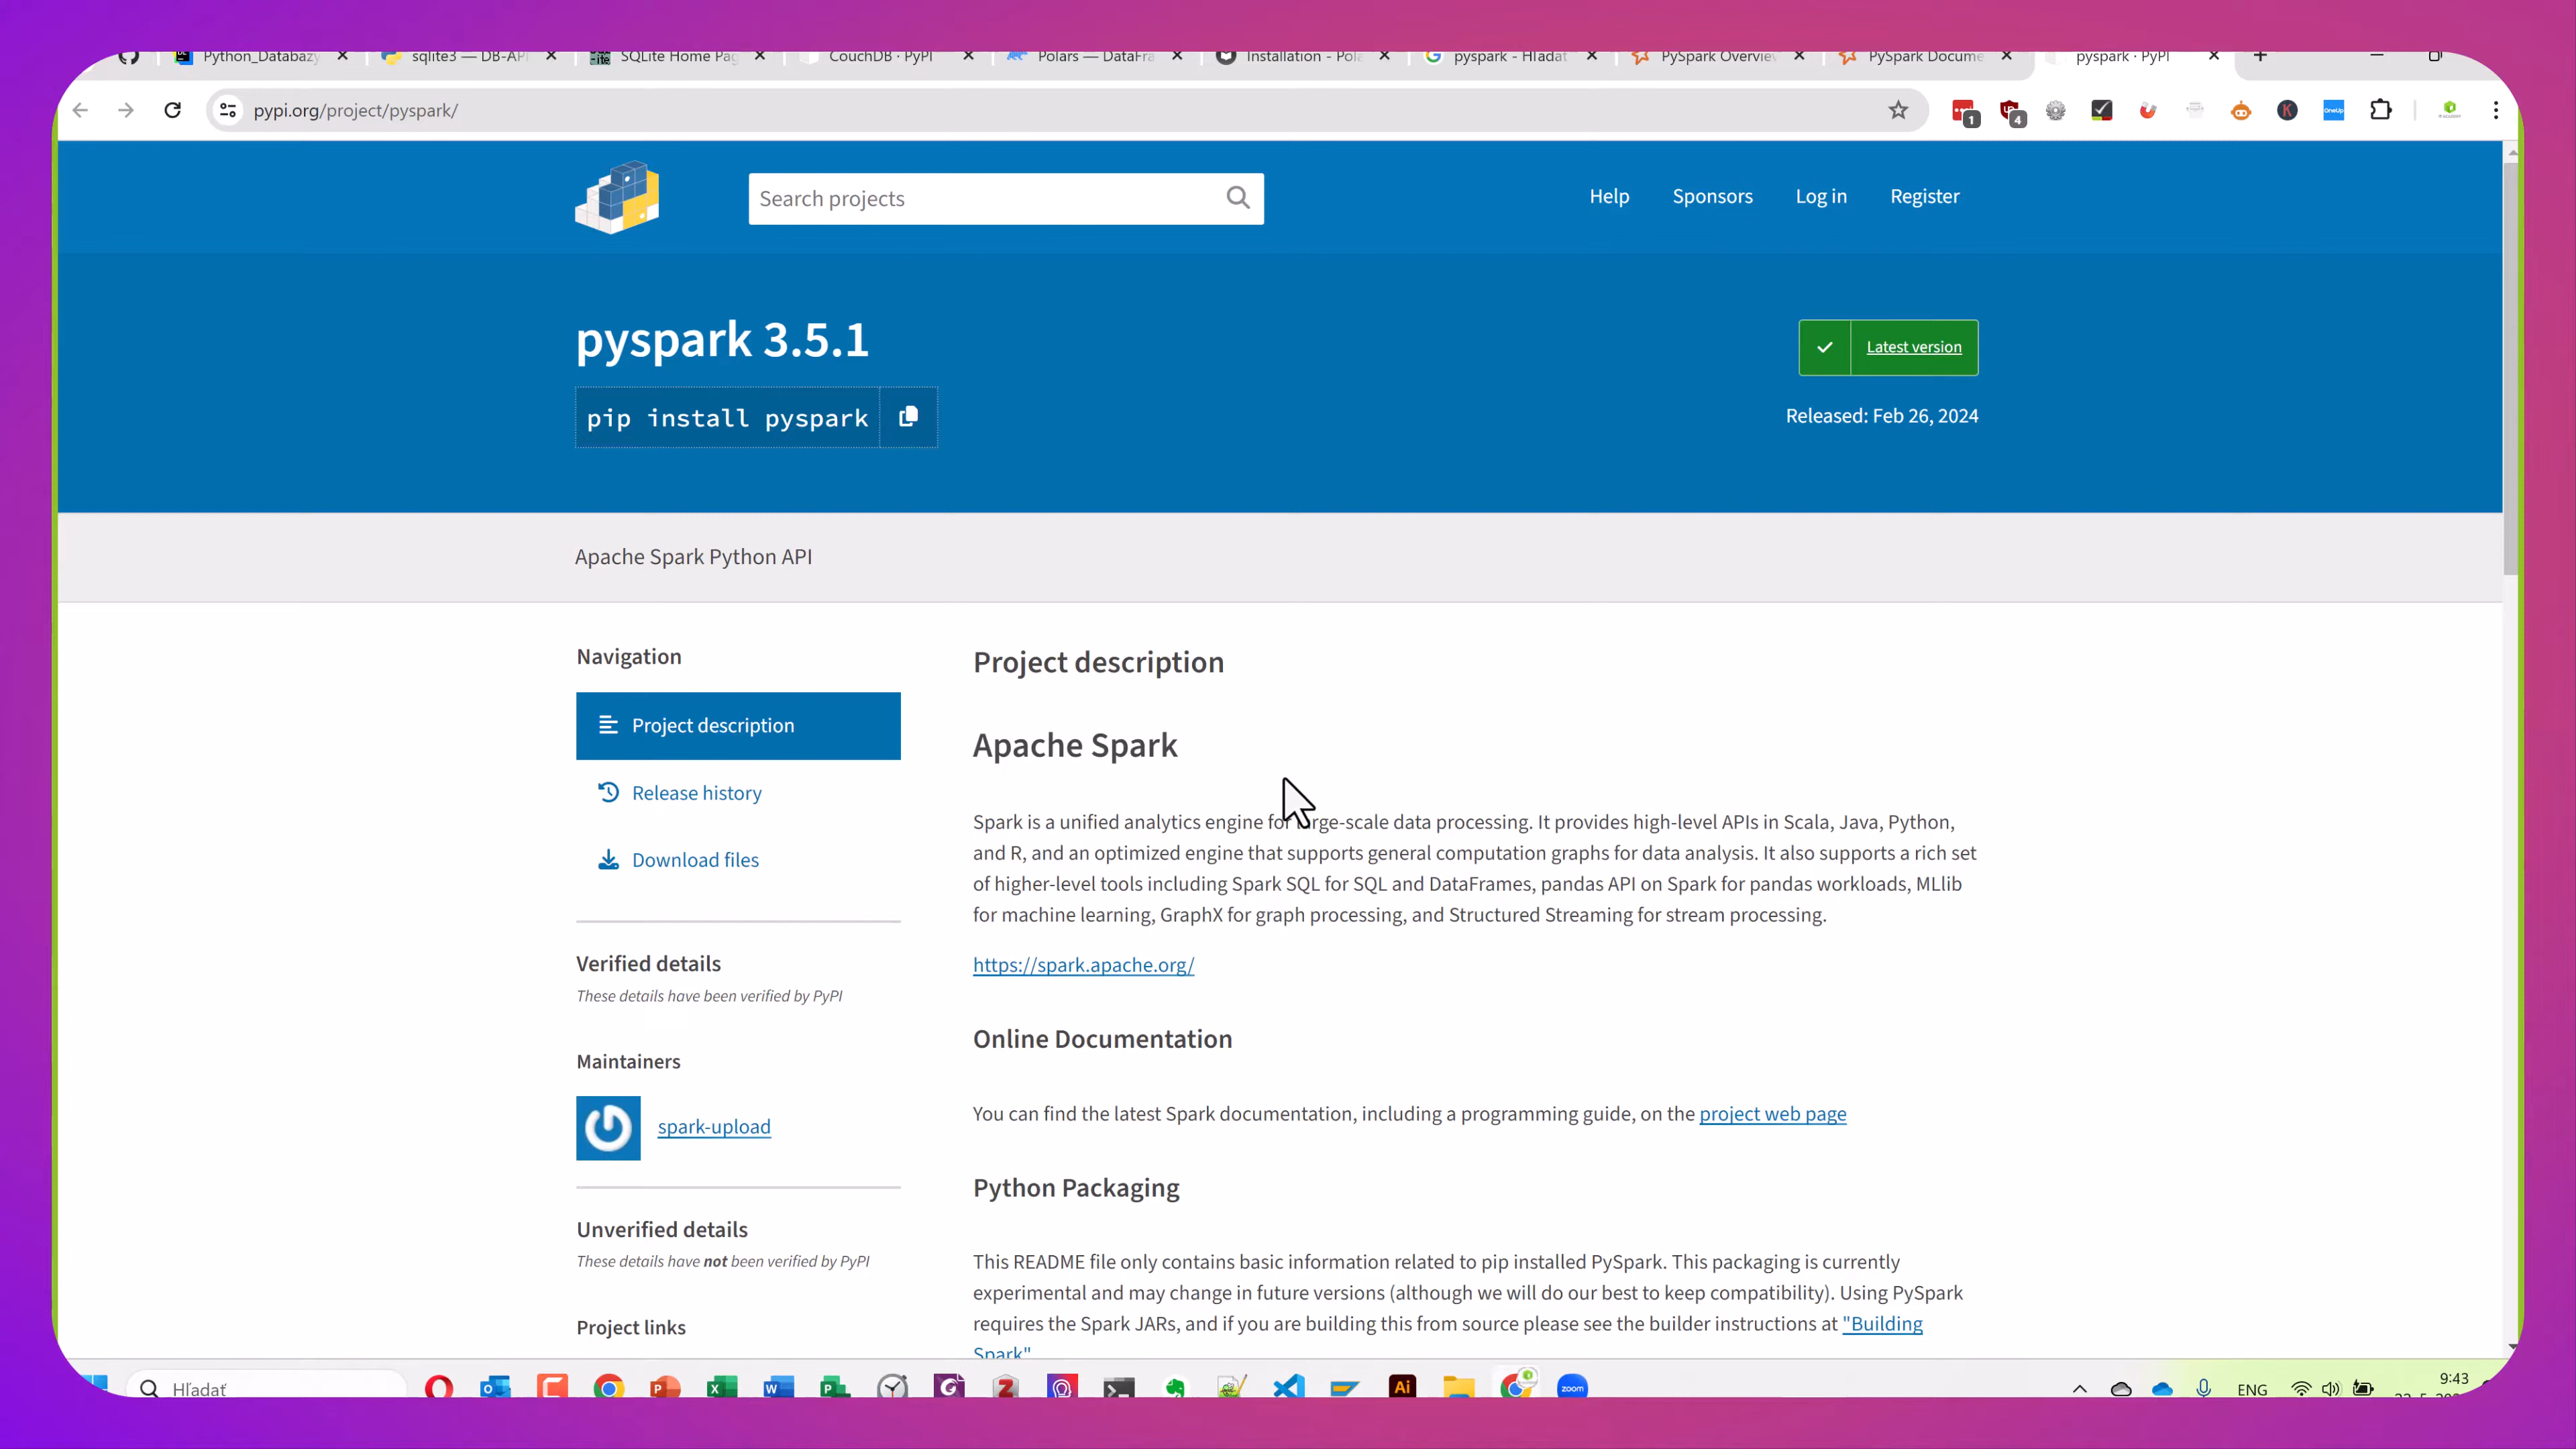 Python_Databazy
sqlite3 — DB-API
SQLite Home Pag
CouchDB · PyPI
Polars — DataFra
Installation - Pola
pyspark - Hľadať
PySpark Overview
PySpark Docume
pyspark · PyPI
pypi.org/project/pyspark/
1
4
K
OneUp
Search projects
Help
Sponsors
Log in
Register
pyspark 3.5.1
Latest version
pip install pyspark
Released: Feb 26, 2024
Apache Spark Python API
Navigation
Project description
Release history
Download files
Verified details
These details have been verified by PyPI
Maintainers
spark-upload
Unverified details
These details have not been verified by PyPI
Project links
Project description
Apache Spark
Spark is a unified analytics engine for large-scale data processing. It provides high-level APIs in Scala, Java, Python,
and R, and an optimized engine that supports general computation graphs for data analysis. It also supports a rich set
of higher-level tools including Spark SQL for SQL and DataFrames, pandas API on Spark for pandas workloads, MLlib
for machine learning, GraphX for graph processing, and Structured Streaming for stream processing.
https://spark.apache.org/
Online Documentation
You can find the latest Spark documentation, including a programming guide, on the project web page
Python Packaging
This README file only contains basic information related to pip installed PySpark. This packaging is currently
experimental and may change in future versions (although we will do our best to keep compatibility). Using PySpark
requires the Spark JARs, and if you are building this from source please see the builder instructions at "Building
Spark".
Hľadať
Ai
zoom
ENG
9:43